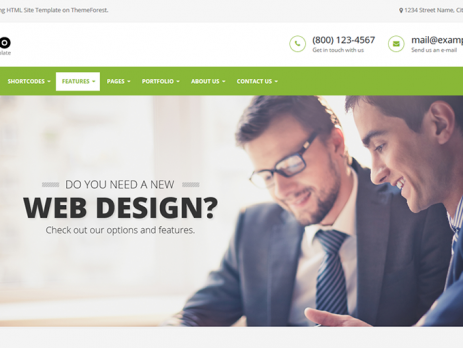 ng HTML Site Template on ThemeForest.
1234 Street Name, Cit
(800) 123-4567
Get in touch with us
mail@examp
Send us an e-mail
plate
SHORTCODES
FEATURES
PAGES
PORTFOLIO
ABOUT US
CONTACT US
DO YOU NEED A NEW
WEB DESIGN?
Check out our options and features.